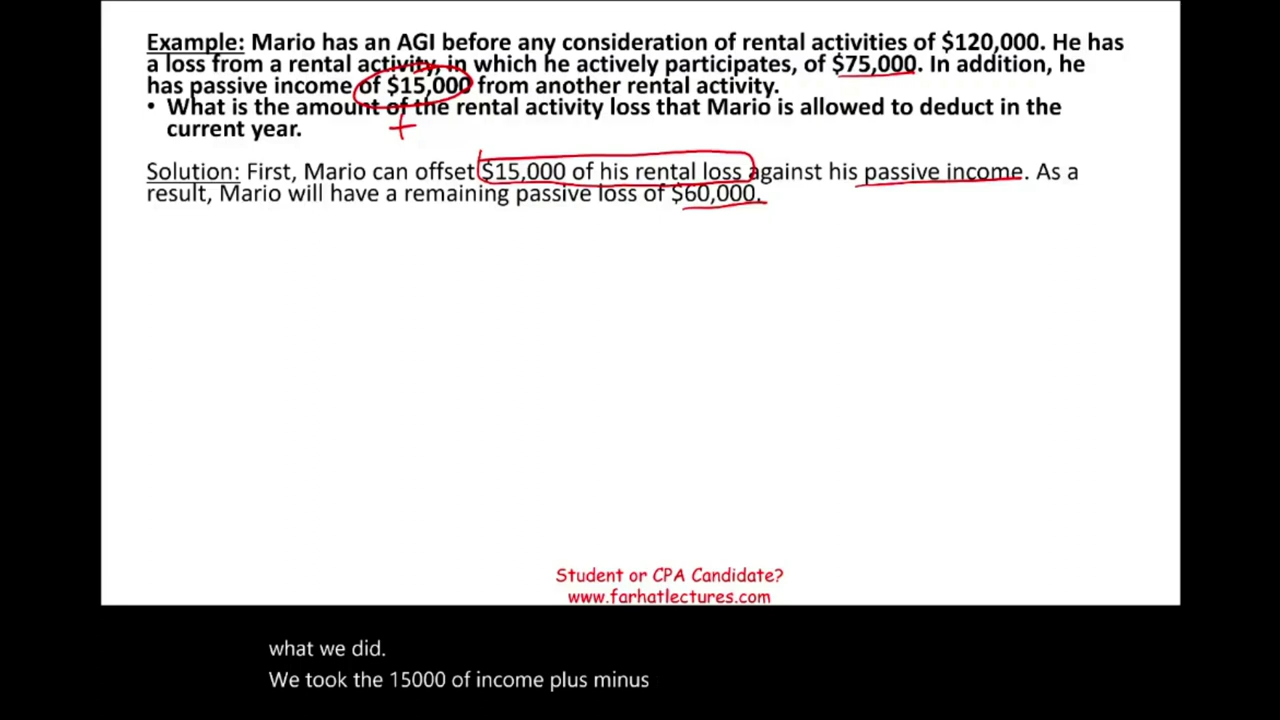 Example: Mario has an AGI before any consideration of rental activities of $120,000. He has
a loss from a rental activity, in which he actively participates, of $75,000. In addition, he
has passive income of $15,000 from another rental activity.
• What is the amount of the rental activity loss that Mario is allowed to deduct in the
current year.
+
Solution: First, Mario can offset $15,000 of his rental loss against his passive income. As a
result, Mario will have a remaining passive loss of $60,000.
Student or CPA Candidate?
www.farhatlectures.com
what we did.
We took the 15000 of income plus minus